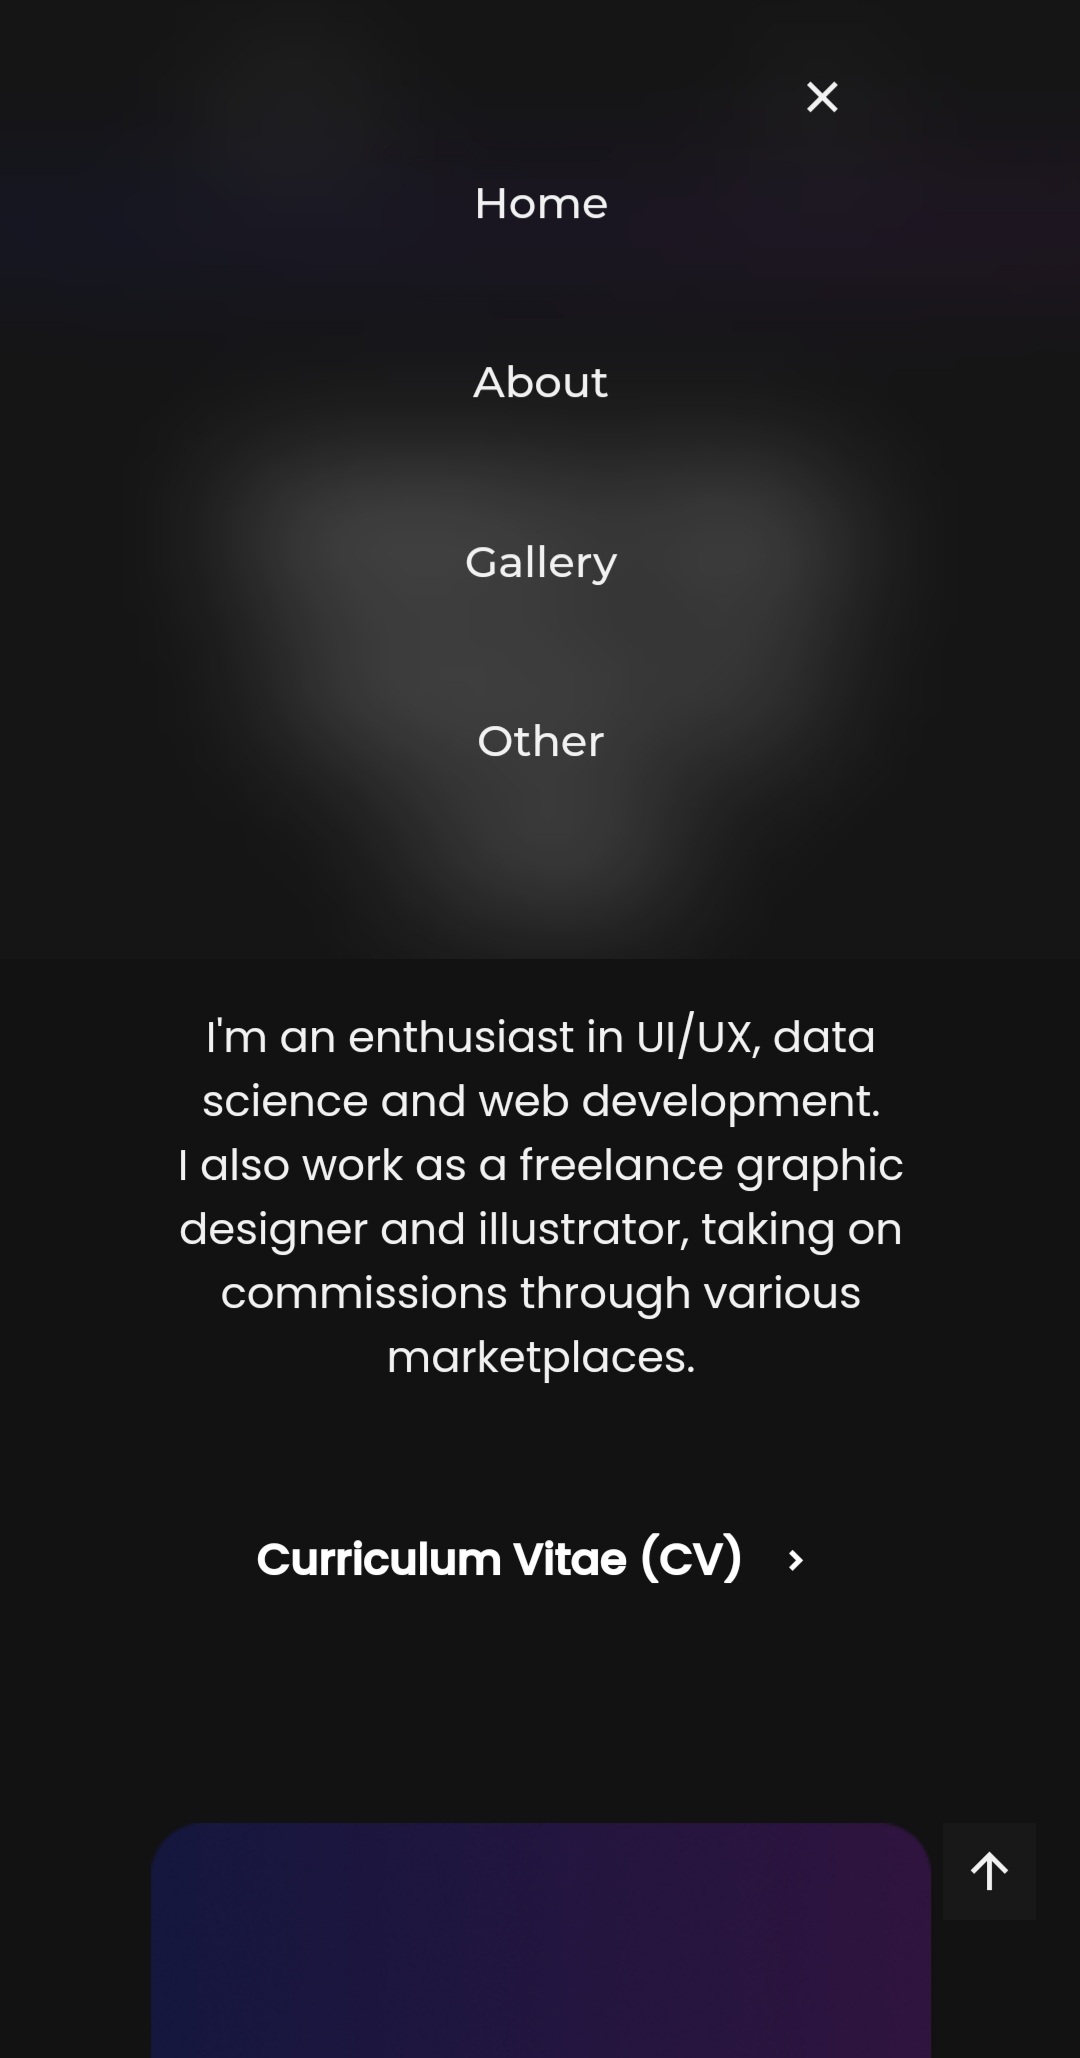 Home
About
Gallery
Other
I'm an enthusiast in UI/UX, data
science and web development.
I also work as a freelance graphic
designer and illustrator, taking on
commissions through various
marketplaces.
Curriculum Vitae (CV)